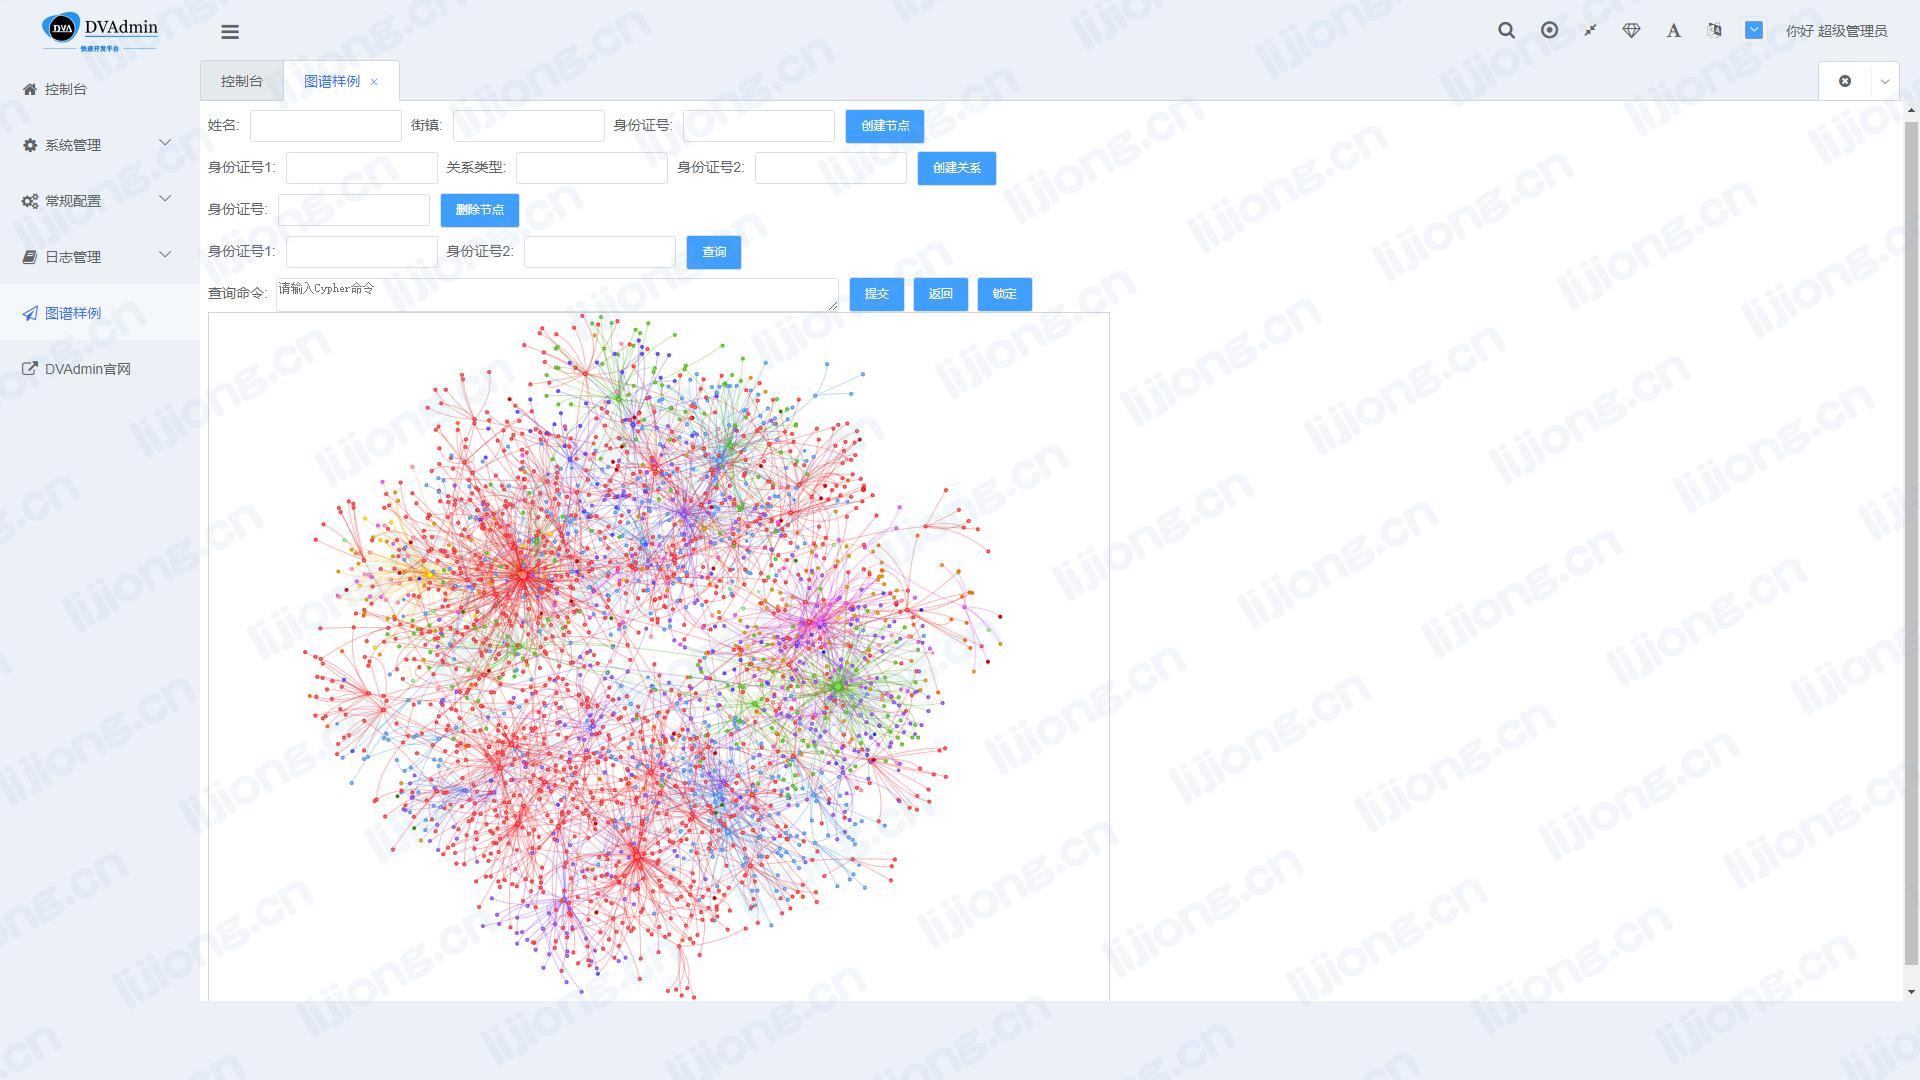 DVA DVAdmin
快速开发平台
你好 超级管理员
控制台
系统管理
常规配置
日志管理
图谱样例
DVAdmin官网
控制台 图谱样例
姓名: 街镇: 身份证号: 创建节点
身份证号1: 关系类型: 身份证号2: 创建关系
身份证号: 删除节点
身份证号1: 身份证号2: 查询
查询命令: 请输入Cypher命令 提交 返回 锁定
lijiong.cn